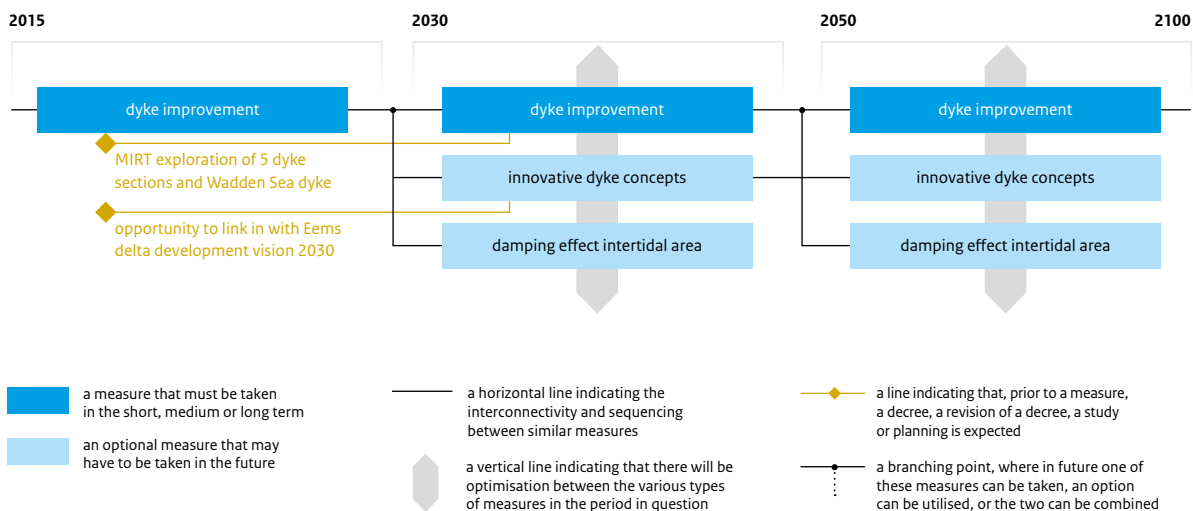 2015
2030
2050
2100
dyke improvement
dyke improvement
dyke improvement
MIRT exploration of 5 dyke
sections and Wadden Sea dyke
innovative dyke concepts
innovative dyke concepts
opportunity to link in with Eems
delta development vision 2030
damping effect intertidal area
damping effect intertidal area
a measure that must be taken
in the short, medium or long term
an optional measure that may
have to be taken in the future
a horizontal line indicating the
interconnectivity and sequencing
between similar measures
a vertical line indicating that there will be
optimisation between the various types
of measures in the period in question
a line indicating that, prior to a measure,
a decree, a revision of a decree, a study
or planning is expected
a branching point, where in future one of
these measures can be taken, an option
can be utilised, or the two can be combined